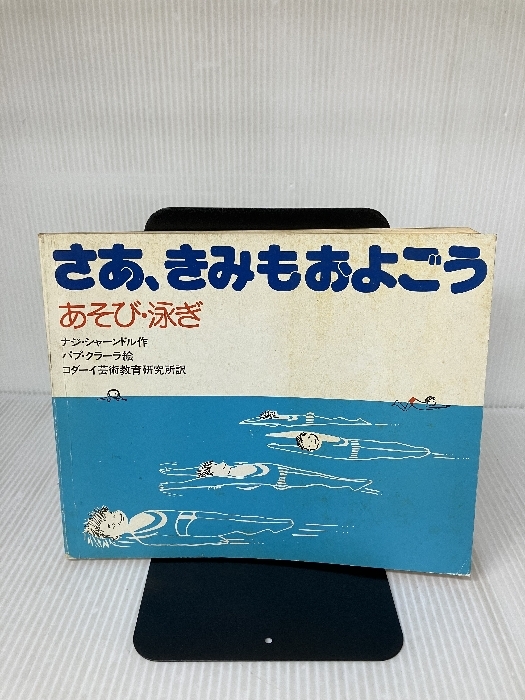 さあ、きみもおよごう
あそび・泳ぎ
ナジ・シャーンドル作
パプ・クラーラ絵
コダーイ芸術教育研究所訳